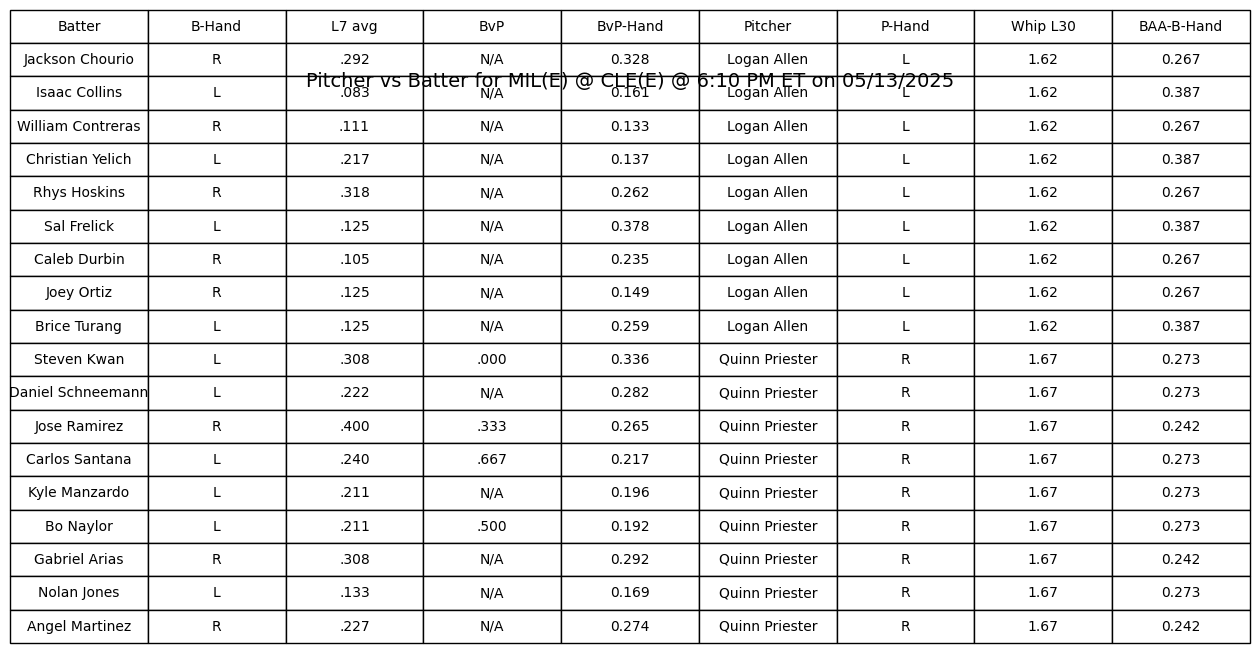 Batter B-Hand L7 avg BvP BvP-Hand Pitcher P-Hand Whip L30 BAA-B-Hand
Jackson Chourio R .292 N/A 0.328 Logan Allen L 1.62 0.267
Pitcher vs Batter for MIL(E) @ CLE(E) @ 6:10 PM ET on 05/13/2025
Isaac Collins L .083 N/A 0.161 Logan Allen L 1.62 0.387
William Contreras R .111 N/A 0.133 Logan Allen L 1.62 0.267
Christian Yelich L .217 N/A 0.137 Logan Allen L 1.62 0.387
Rhys Hoskins R .318 N/A 0.262 Logan Allen L 1.62 0.267
Sal Frelick L .125 N/A 0.378 Logan Allen L 1.62 0.387
Caleb Durbin R .105 N/A 0.235 Logan Allen L 1.62 0.267
Joey Ortiz R .125 N/A 0.149 Logan Allen L 1.62 0.267
Brice Turang L .125 N/A 0.259 Logan Allen L 1.62 0.387
Steven Kwan L .308 .000 0.336 Quinn Priester R 1.67 0.273
Daniel Schneemann L .222 N/A 0.282 Quinn Priester R 1.67 0.273
Jose Ramirez R .400 .333 0.265 Quinn Priester R 1.67 0.242
Carlos Santana L .240 .667 0.217 Quinn Priester R 1.67 0.273
Kyle Manzardo L .211 N/A 0.196 Quinn Priester R 1.67 0.273
Bo Naylor L .211 .500 0.192 Quinn Priester R 1.67 0.273
Gabriel Arias R .308 N/A 0.292 Quinn Priester R 1.67 0.242
Nolan Jones L .133 N/A 0.169 Quinn Priester R 1.67 0.273
Angel Martinez R .227 N/A 0.274 Quinn Priester R 1.67 0.242